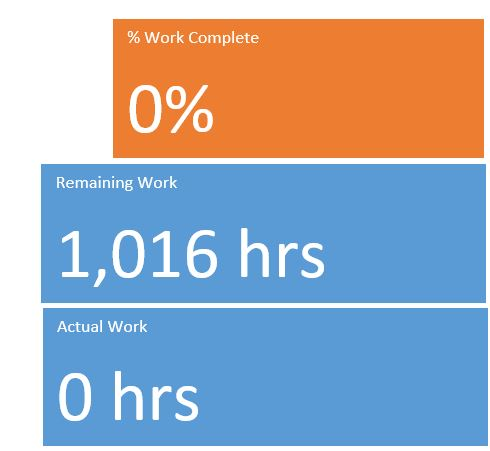 % Work Complete
0%
Remaining Work
1,016 hrs
Actual Work
0 hrs